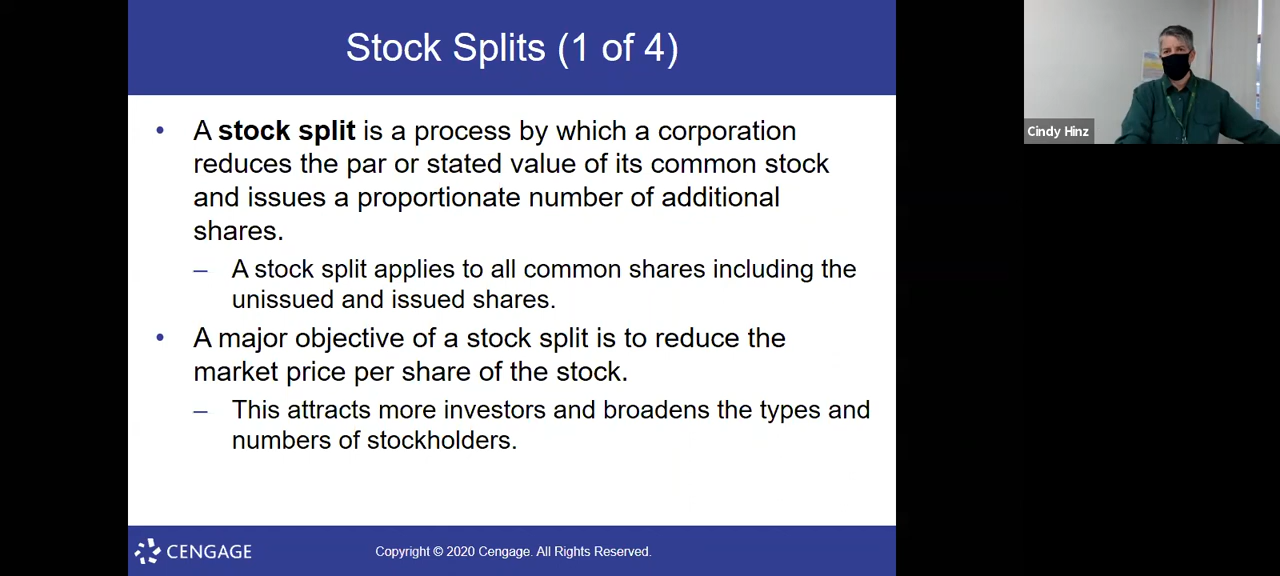 Stock Splits (1 of 4)
• A stock split is a process by which a corporation
reduces the par or stated value of its common stock
and issues a proportionate number of additional
shares.
– A stock split applies to all common shares including the
unissued and issued shares.
• A major objective of a stock split is to reduce the
market price per share of the stock.
– This attracts more investors and broadens the types and
numbers of stockholders.
CENGAGE
Copyright © 2020 Cengage. All Rights Reserved.
Cindy Hinz